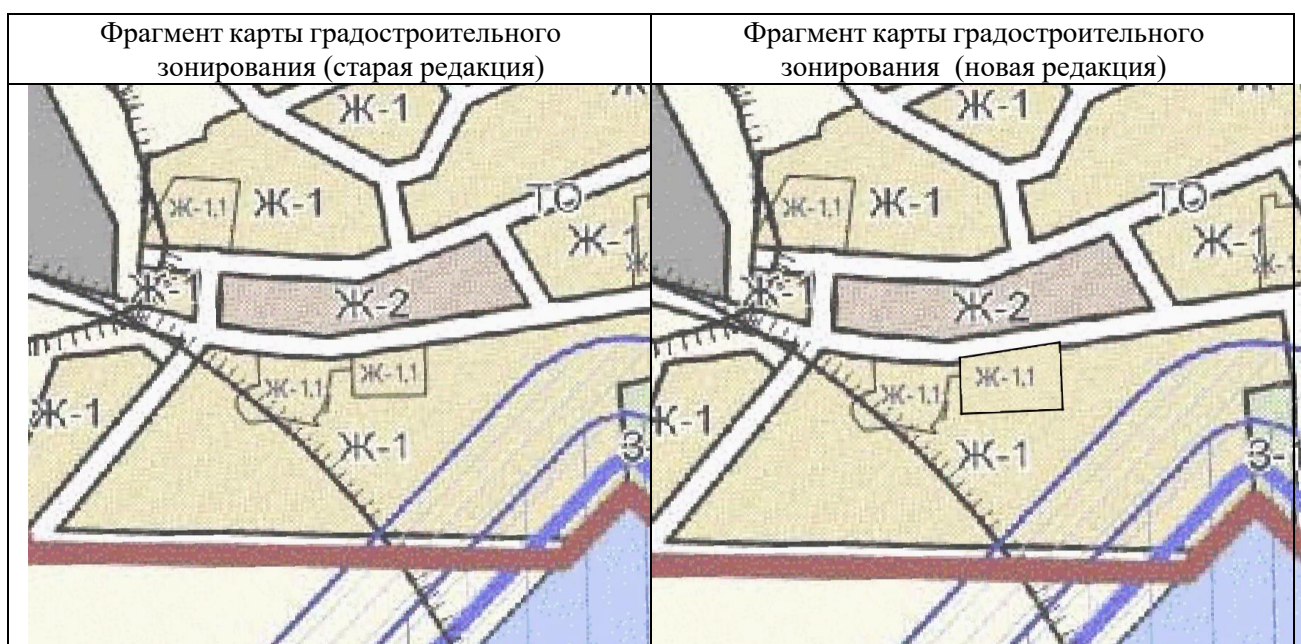 Фрагмент карты градостроительного
зонирования (старая редакция)
Фрагмент карты градостроительного
зонирования (новая редакция)
Ж-1
Ж-1,1
Ж-1
ТО
Ж-1
Ж-1
Ж-2
Ж-1,1
Ж-1,1
Ж-1
Ж-1
З-
Ж-1
Ж-1,1
Ж-1
ТО
Ж-1
Ж-
Ж-1
Ж-2
Ж-1,1
Ж-1,1
Ж-1
Ж-1
З-1